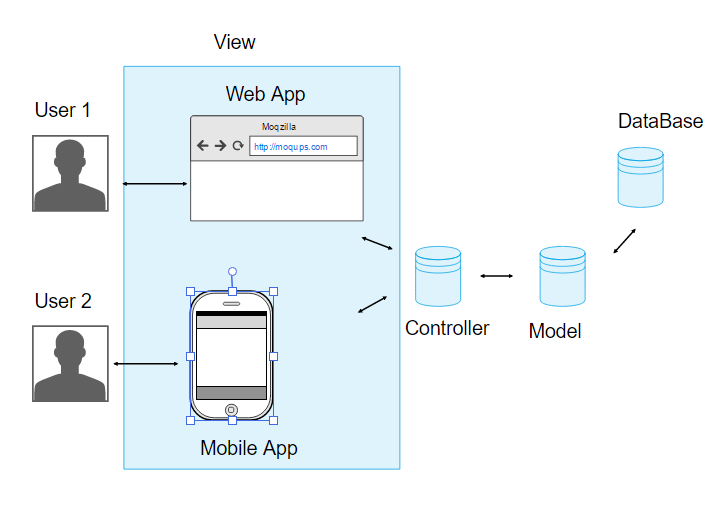 View
Web App
User 1
Moqzilla
http://moqups.com
DataBase
User 2
Controller
Model
Mobile App